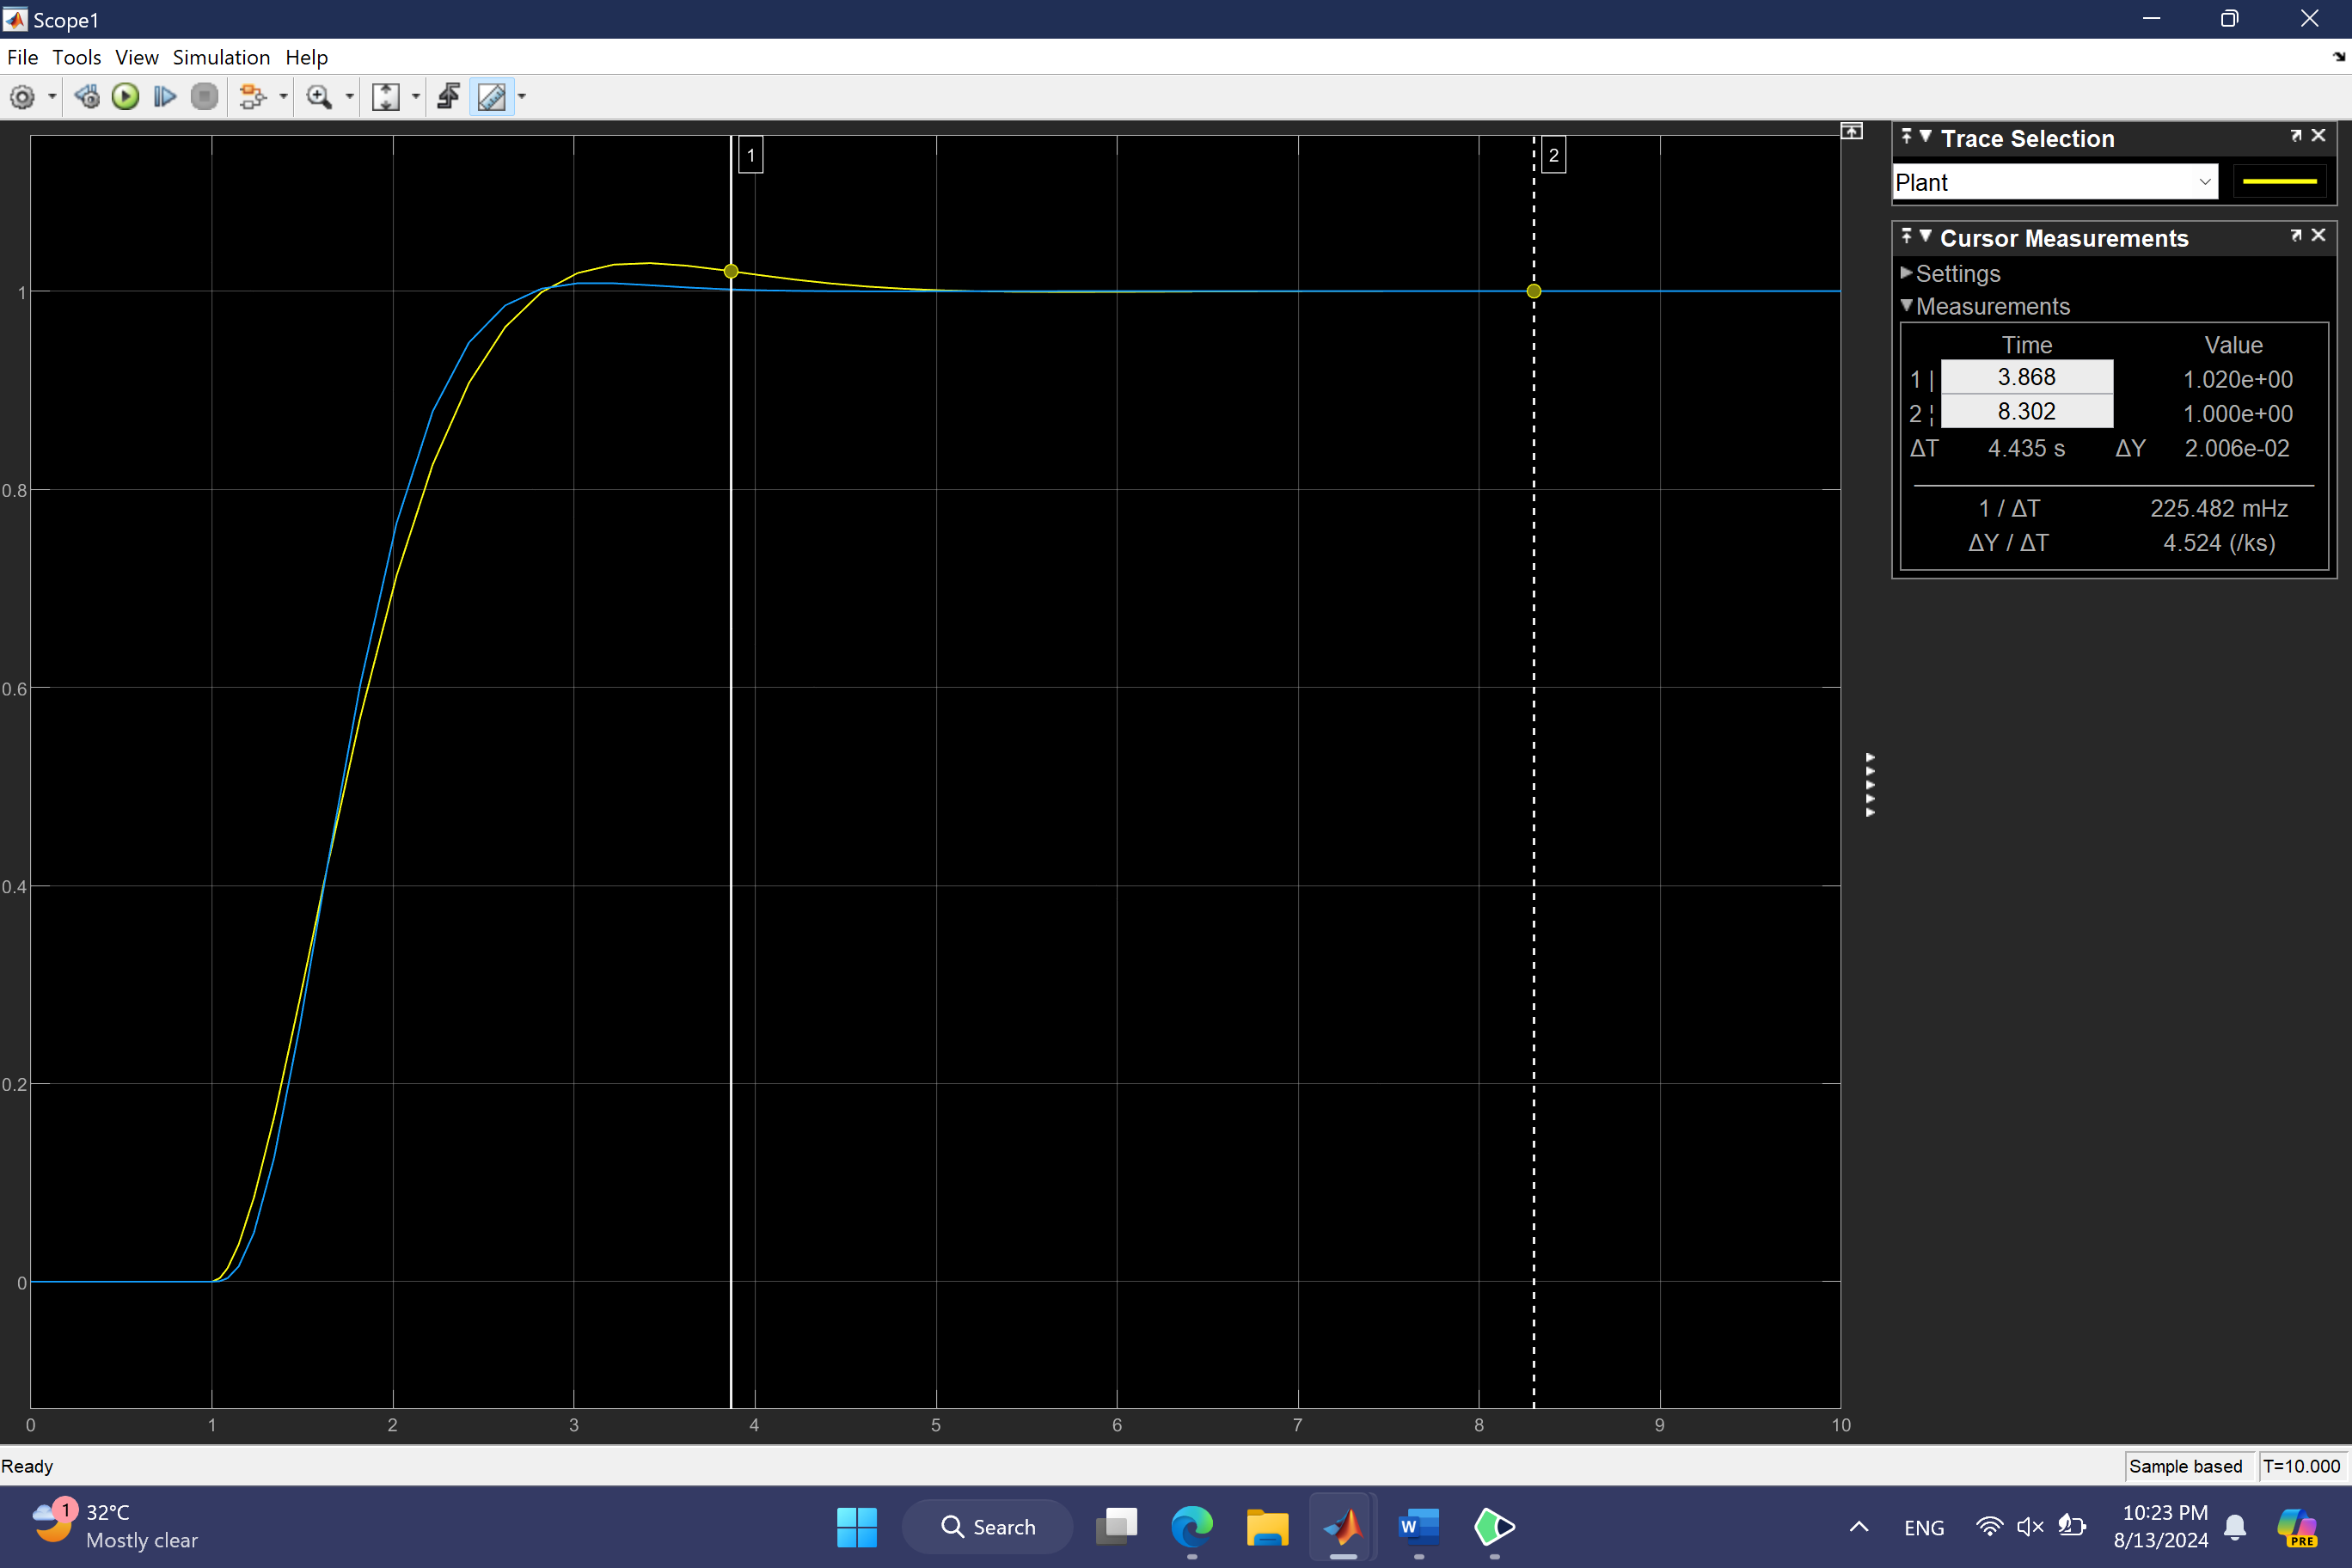 Scope1
File Tools View Simulation Help
1
2
1
0.8
0.6
0.4
0.2
0
0 1 2 3 4 5 6 7 8 9 10
Trace Selection
Plant
Cursor Measurements
Settings
Measurements
Time Value
1 | 3.868 1.020e+00
2 ¦ 8.302 1.000e+00
ΔT 4.435 s ΔY 2.006e-02
1 / ΔT 225.482 mHz
ΔY / ΔT 4.524 (/ks)
Ready
Sample based T=10.000
1
32°C
Mostly clear
Search
W
ENG
10:23 PM
8/13/2024
PRE